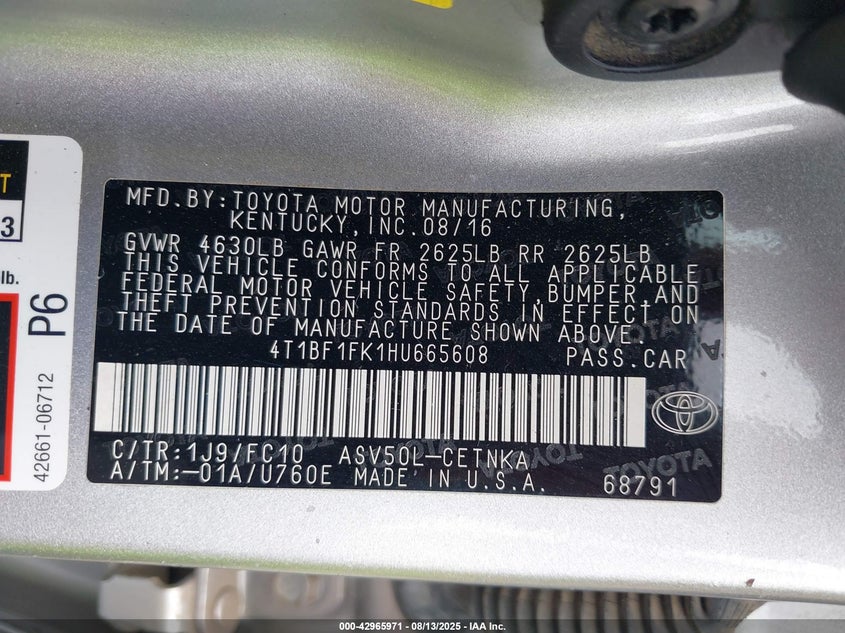 T
3
lb.
P6
42661-06712
MFD.BY:TOYOTA MOTOR MANUFACTURING,
KENTUCKY, INC.08/16
GVWR 4630LB GAWR FR 2625LB RR 2625LB
THIS VEHICLE CONFORMS TO ALL APPLICABLE
FEDERAL MOTOR VEHICLE SAFETY,BUMPER,AND
THEFT PREVENTION STANDARDS IN EFFECT ON
THE DATE OF MANUFACTURE SHOWN ABOVE.
4T1BF1FK1HU665608 PASS.CAR
C/TR:1J9/FC10 ASV50L-CETNKA
A/TM:-01A/U760E MADE IN U.S.A. 68791
000-42965971 - 08/13/2025 - IAA Inc.